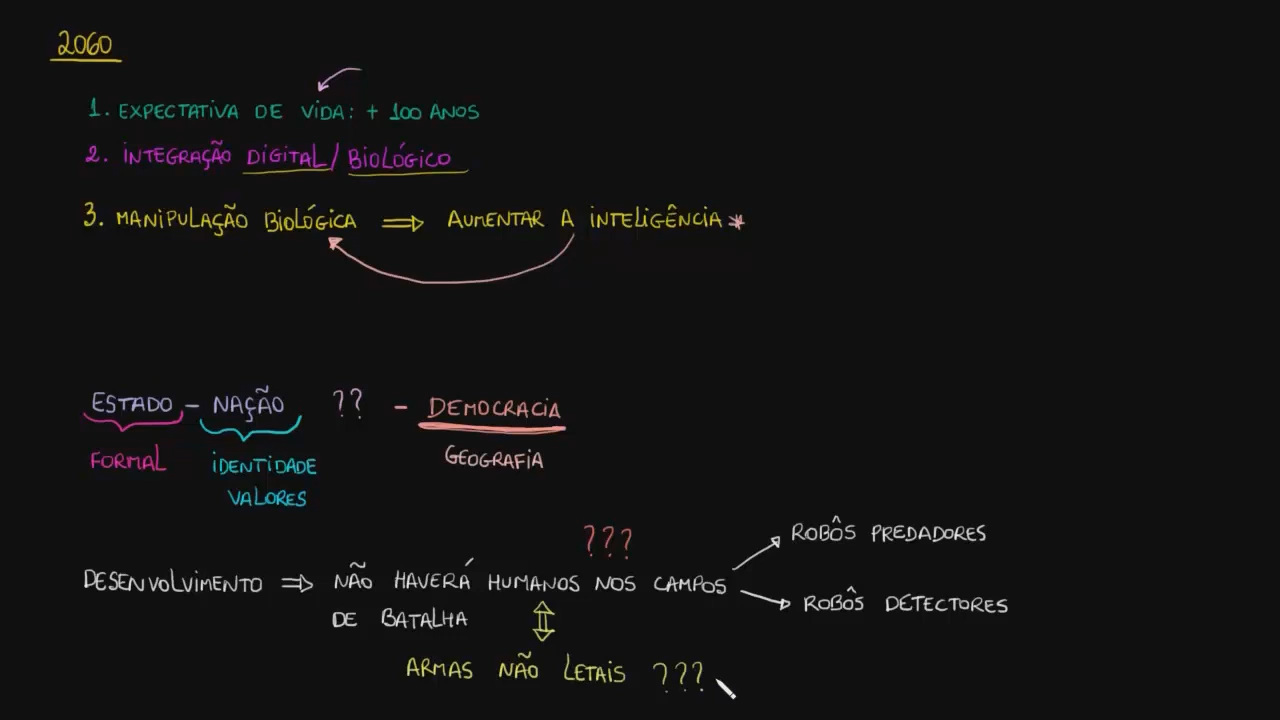 2060
1. EXPECTATIVA DE VIDA: + 100 ANOS
2. INTEGRAÇÃO DIGITAL/BIOLÓGICO
3. MANIPULAÇÃO BIOLÓGICA ⇒ AUMENTAR A INTELIGÊNCIA *
ESTADO - NAÇÃO ?? - DEMOCRACIA
FORMAL IDENTIDADE GEOGRAFIA
VALORES
???
ROBÔS PREDADORES
DESENVOLVIMENTO ⇒ NÃO HAVERÁ HUMANOS NOS CAMPOS
ROBÔS DETECTORES
DE BATALHA
ARMAS NÃO LETAIS ???